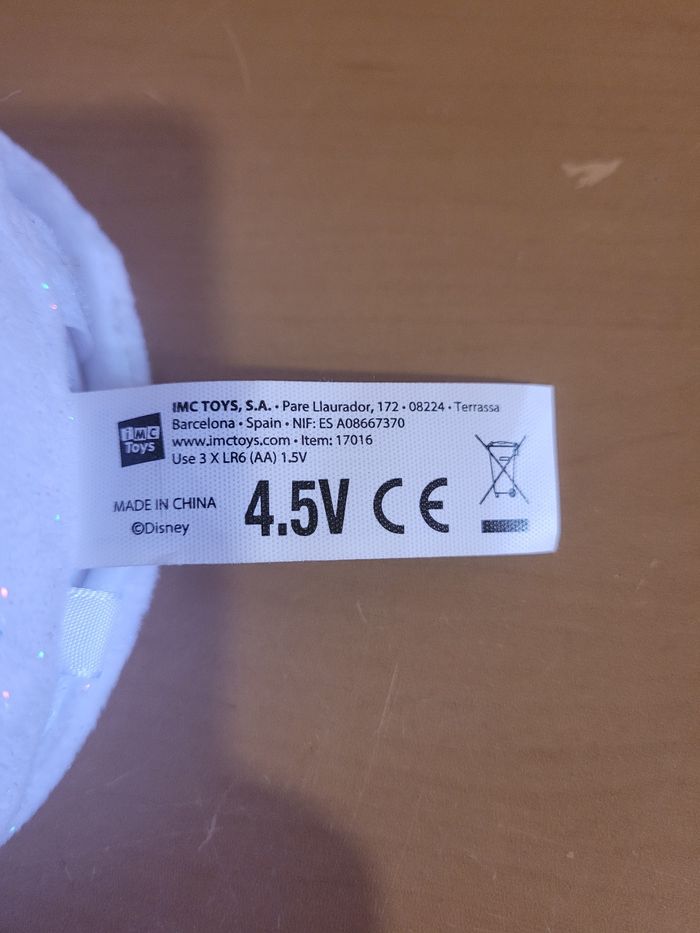 iMC
Toys
IMC TOYS, S.A. • Pare Llaurador, 172 • 08224 • Terrassa
Barcelona • Spain • NIF: ES A08667370
www.imctoys.com • Item: 17016
Use 3 X LR6 (AA) 1.5V
MADE IN CHINA
©Disney
4.5V CE